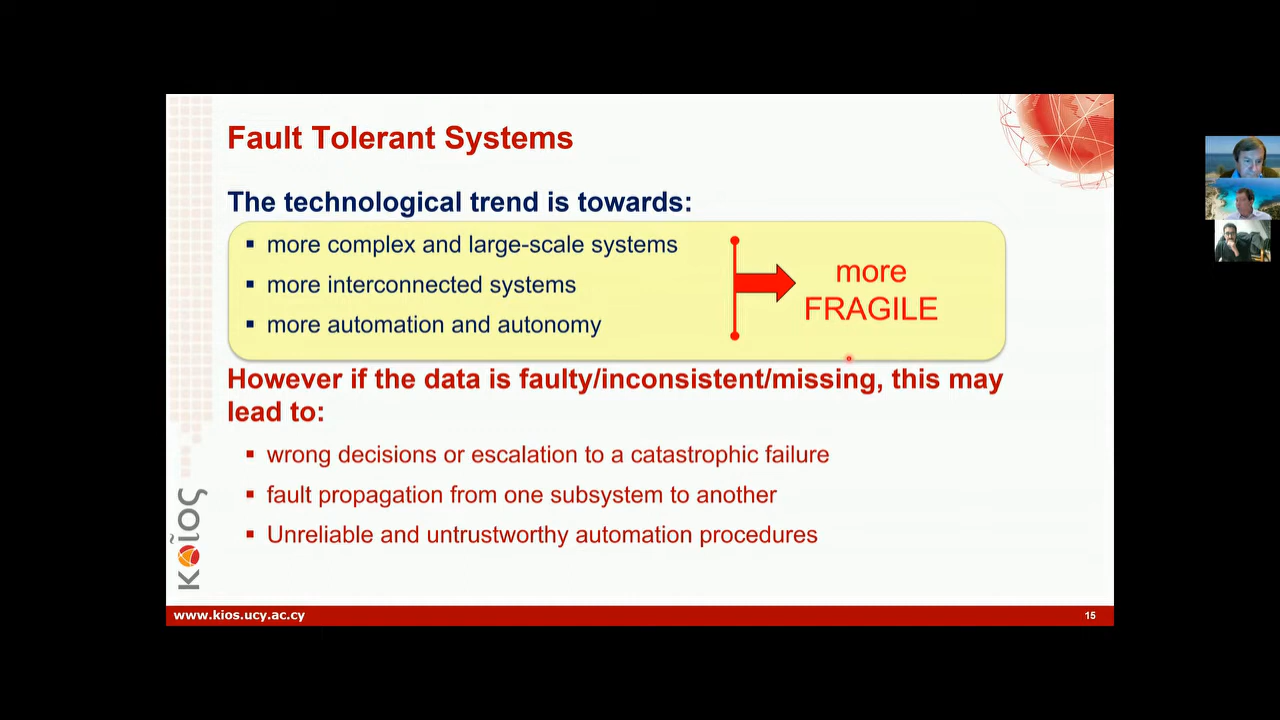 Fault Tolerant Systems
The technological trend is towards:
▪ more complex and large-scale systems
▪ more interconnected systems
▪ more automation and autonomy
more
FRAGILE
However if the data is faulty/inconsistent/missing, this may
lead to:
▪ wrong decisions or escalation to a catastrophic failure
▪ fault propagation from one subsystem to another
▪ Unreliable and untrustworthy automation procedures
κοῖος
www.kios.ucy.ac.cy
15